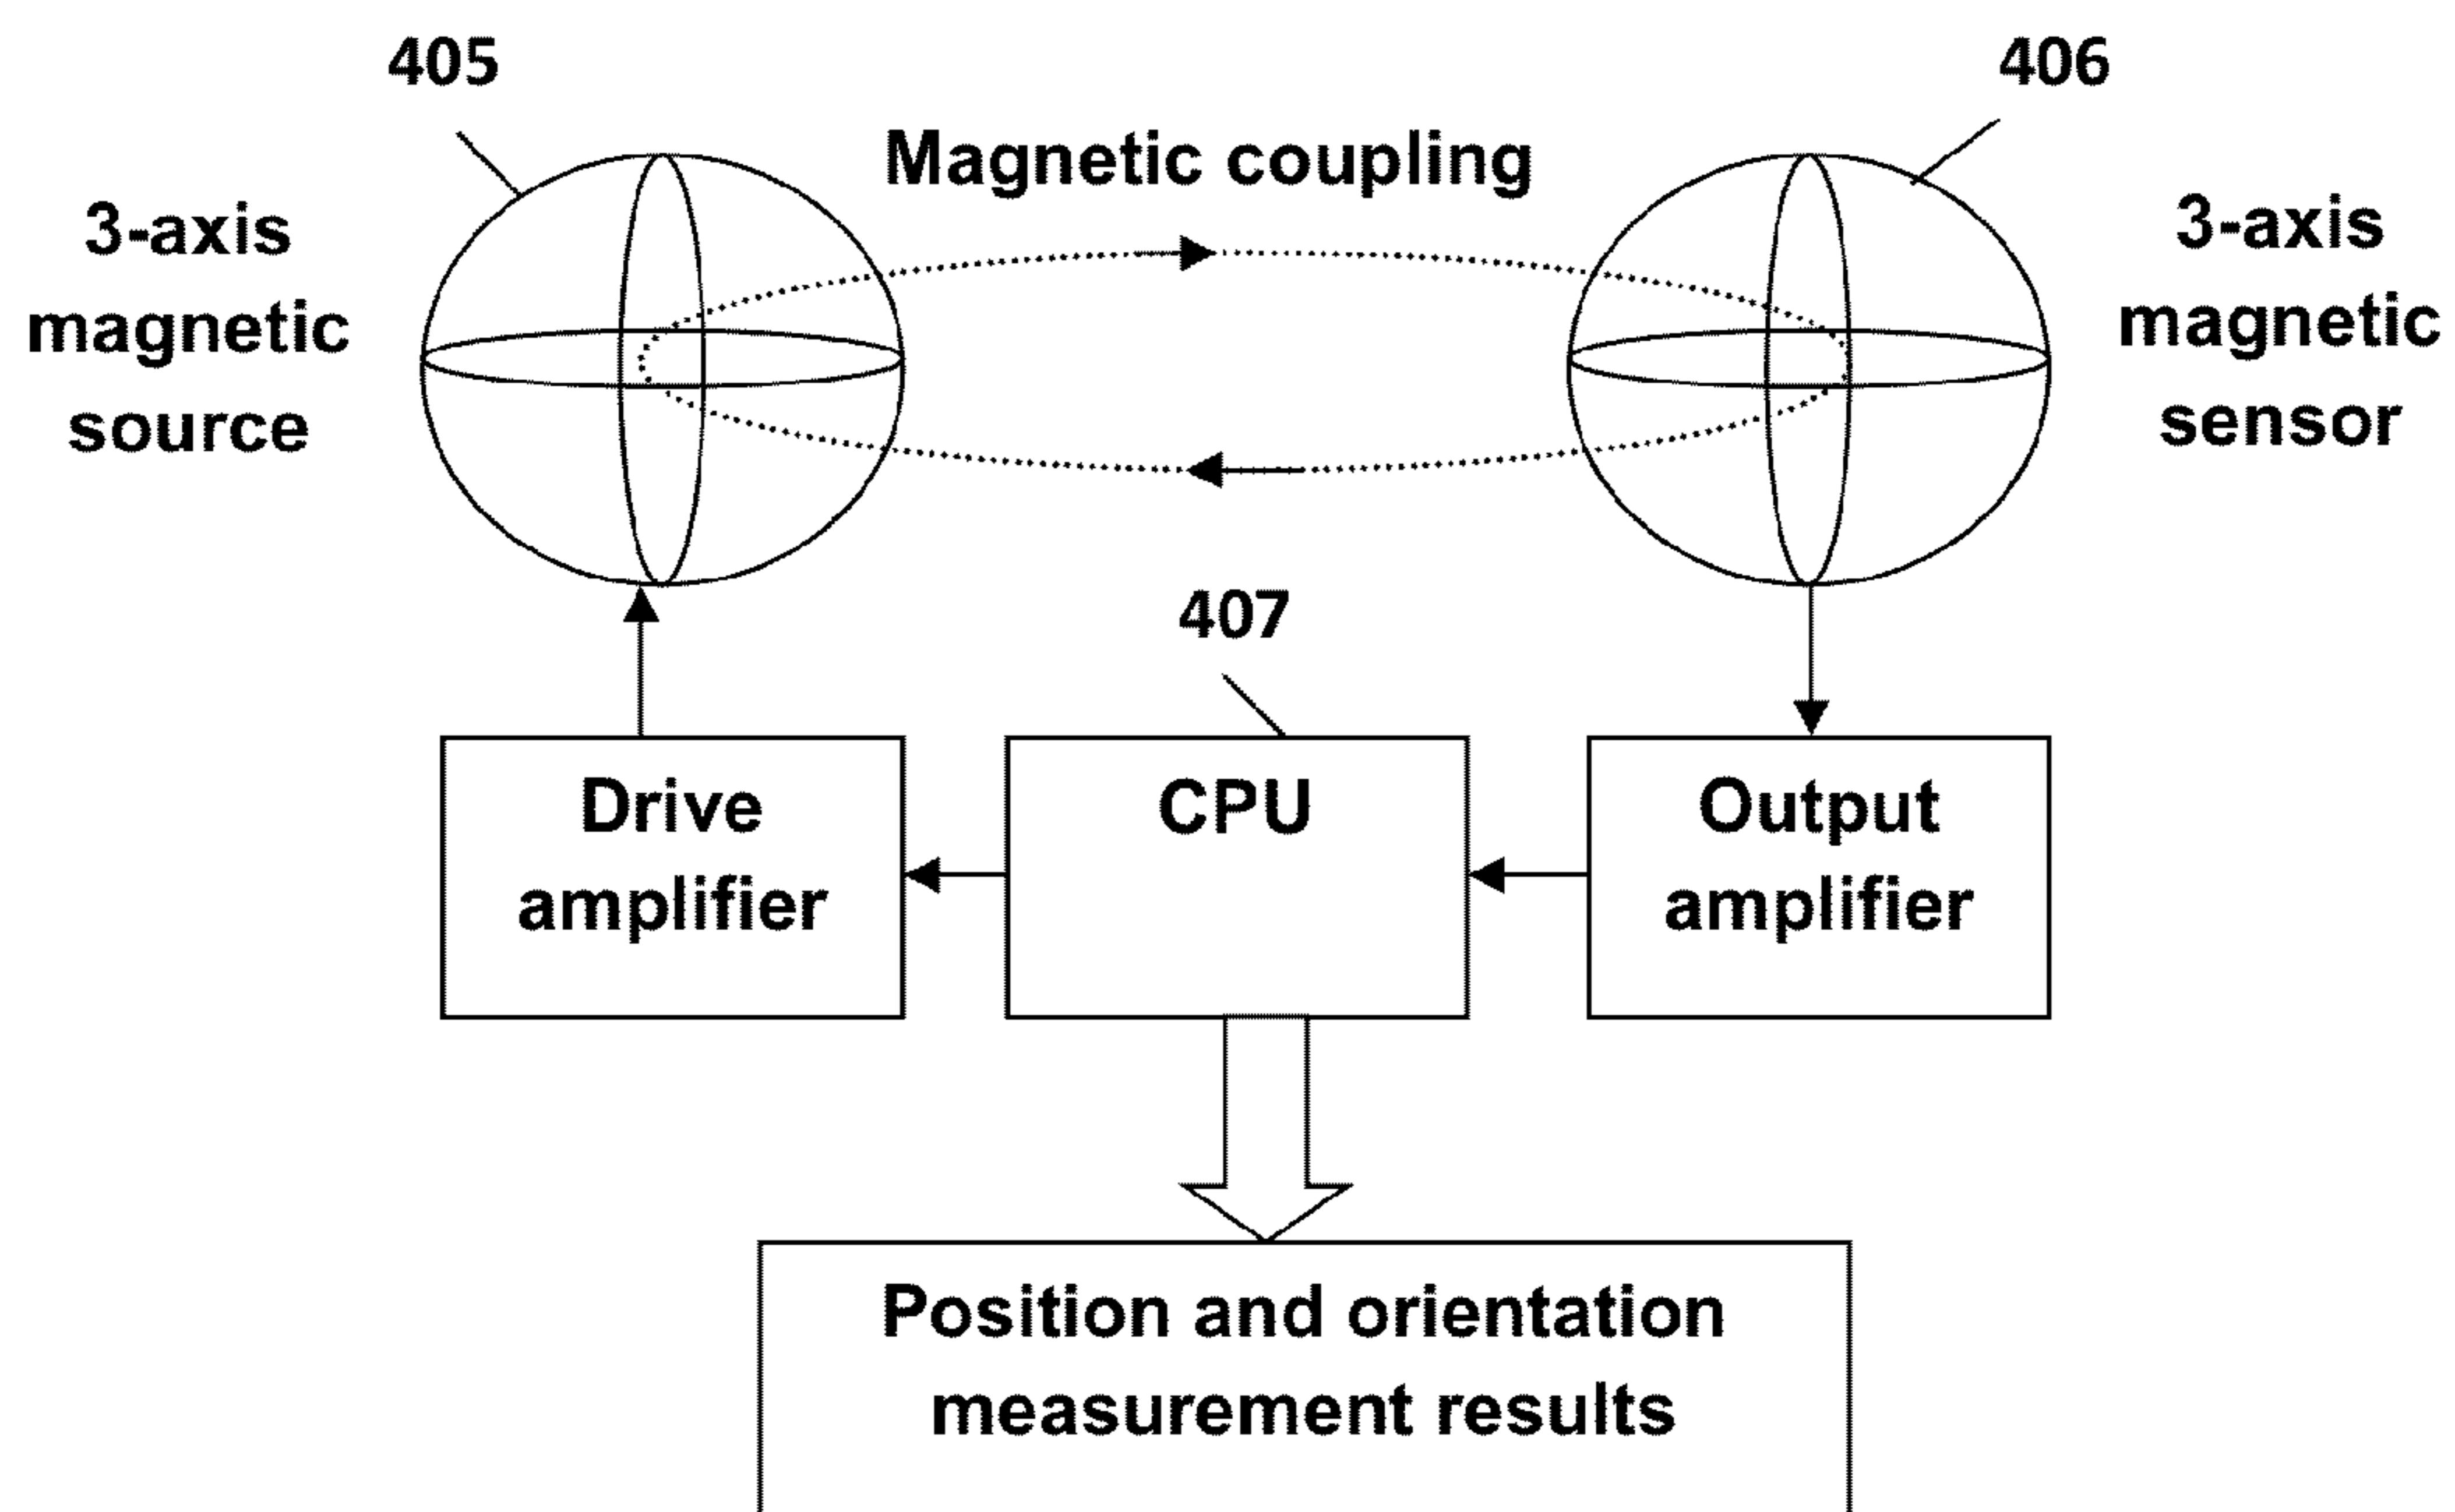 405
406
Magnetic coupling
3-axis
magnetic
source
3-axis
magnetic
sensor
407
Drive
amplifier
CPU
Output
amplifier
Position and orientation
measurement results